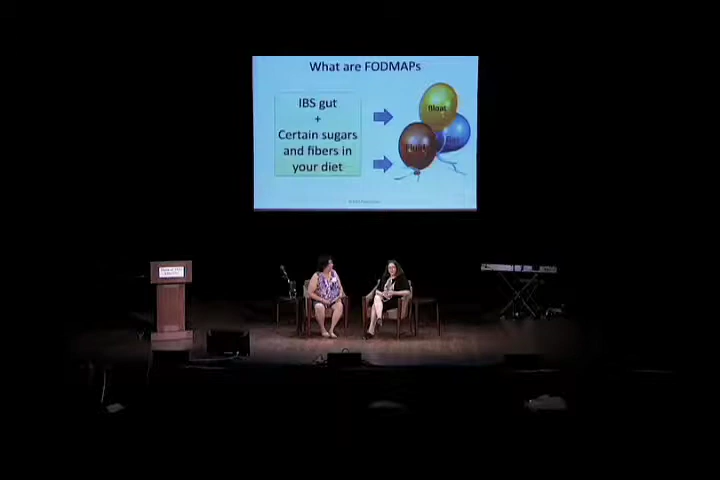 What are FODMAPs
IBS gut
+
Certain sugars
and fibers in
your diet
Bloat